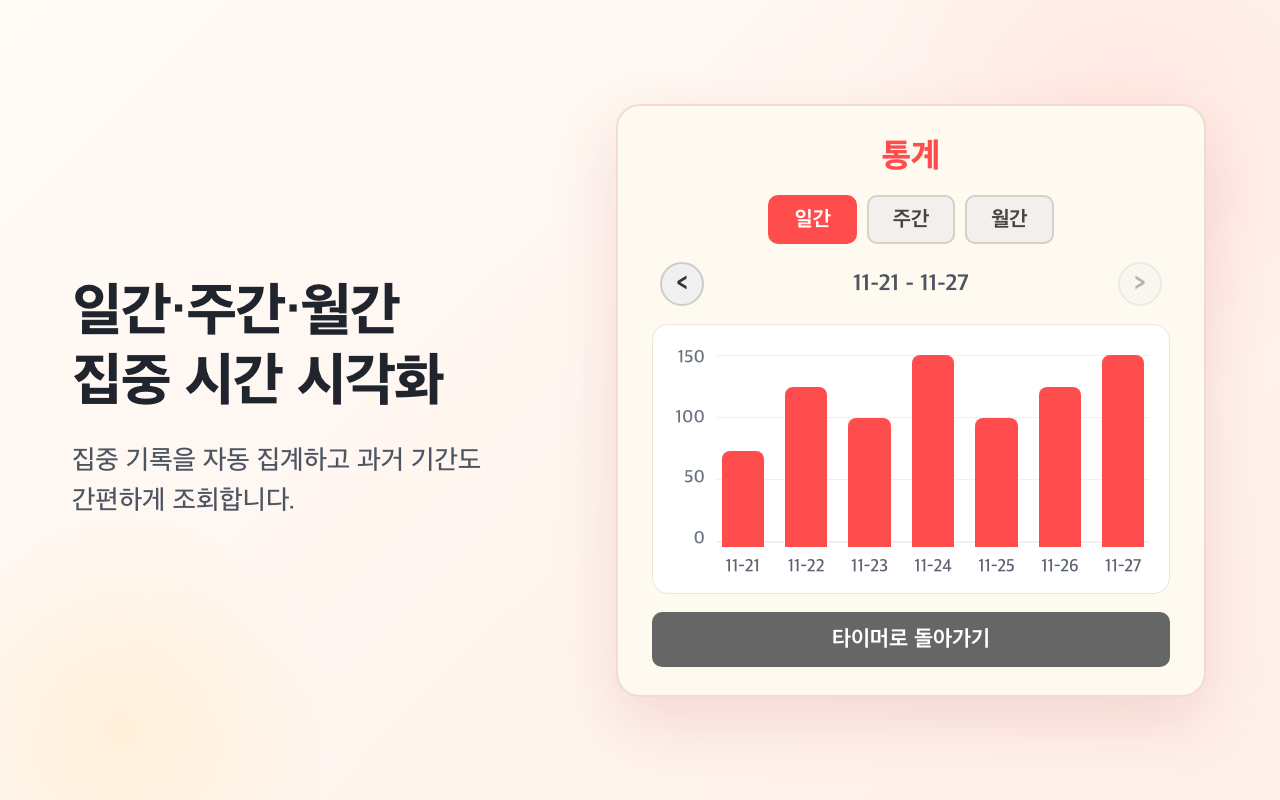 일간·주간·월간
집중 시간 시각화
집중 기록을 자동 집계하고 과거 기간도
간편하게 조회합니다.
통계
일간 주간 월간
< 11-21 - 11-27 >
150
100
50
0
11-21 11-22 11-23 11-24 11-25 11-26 11-27
타이머로 돌아가기